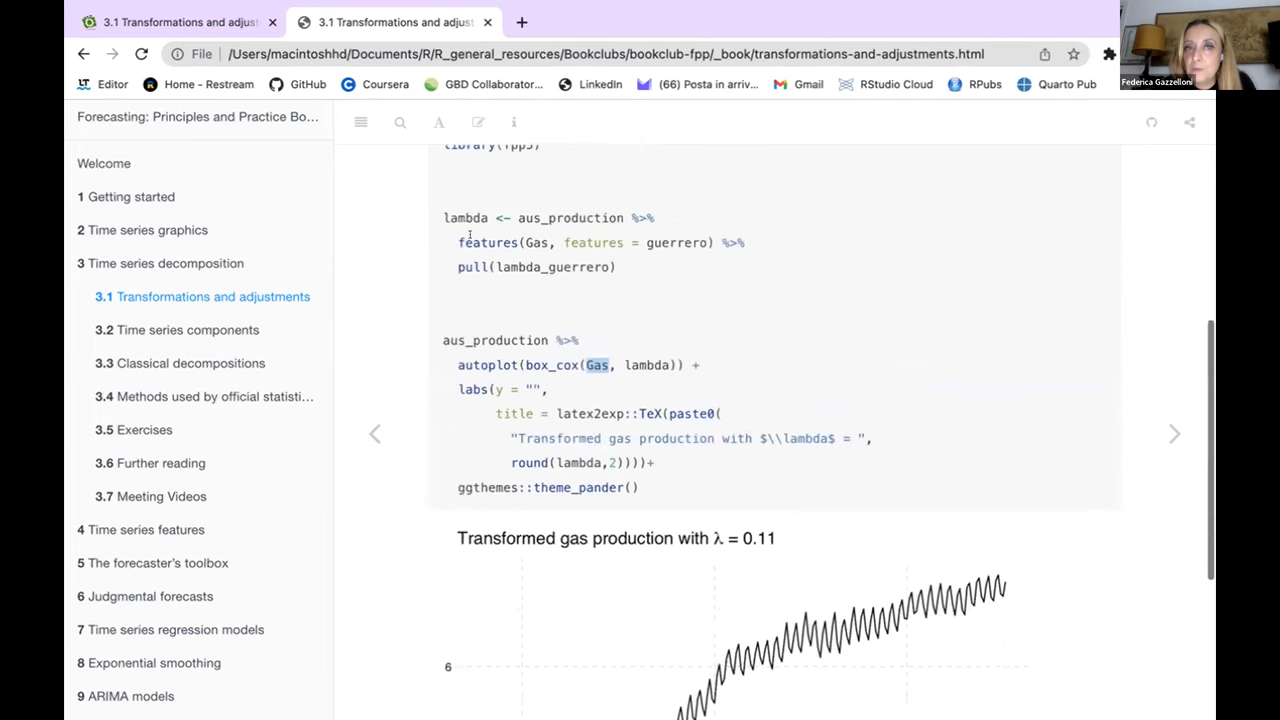 3.1 Transformations and adjust
3.1 Transformations and adjust
File
/Users/macintoshhd/Documents/R/R_general_resources/Bookclubs/bookclub-fpp/_book/transformations-and-adjustments.html
Federica Gazzelloni
Editor
Home - Restream
GitHub
Coursera
GBD Collaborator...
LinkedIn
(66) Posta in arriv...
Gmail
RStudio Cloud
RPubs
Quarto Pub
Forecasting: Principles and Practice Bo...
Welcome
1 Getting started
2 Time series graphics
3 Time series decomposition
3.1 Transformations and adjustments
3.2 Time series components
3.3 Classical decompositions
3.4 Methods used by official statisti...
3.5 Exercises
3.6 Further reading
3.7 Meeting Videos
4 Time series features
5 The forecaster's toolbox
6 Judgmental forecasts
7 Time series regression models
8 Exponential smoothing
9 ARIMA models
library(fpp3)
lambda <- aus_production %>%
features(Gas, features = guerrero) %>%
pull(lambda_guerrero)
aus_production %>%
autoplot(box_cox(Gas, lambda)) +
labs(y = "",
title = latex2exp::TeX(paste0(
"Transformed gas production with $\\lambda$ = ",
round(lambda,2))))+
ggthemes::theme_pander()
Transformed gas production with λ = 0.11
6